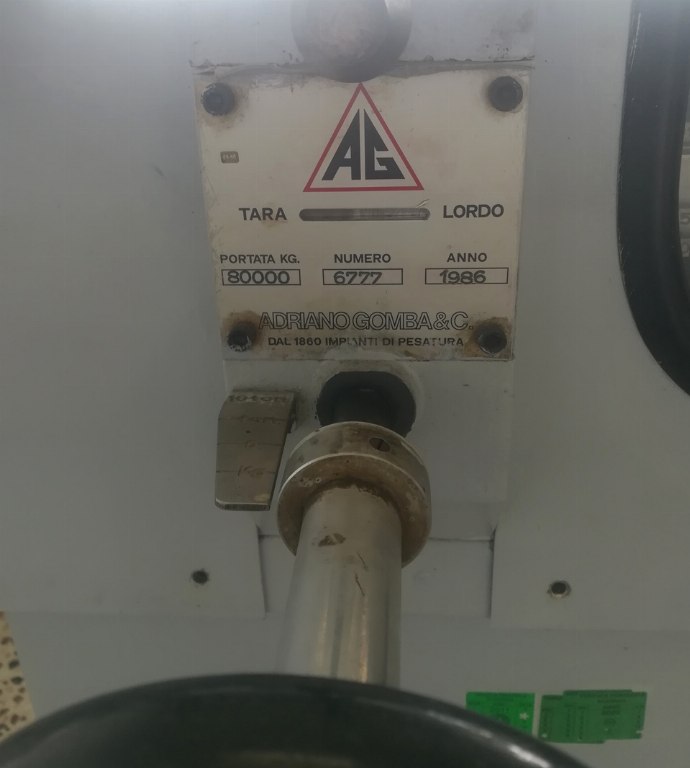 AG
TARA LORDO
PORTATA KG. NUMERO ANNO
80000 6777 1986
ADRIANO GOMBA & C.
DAL 1860 IMPIANTI DI PESATURA